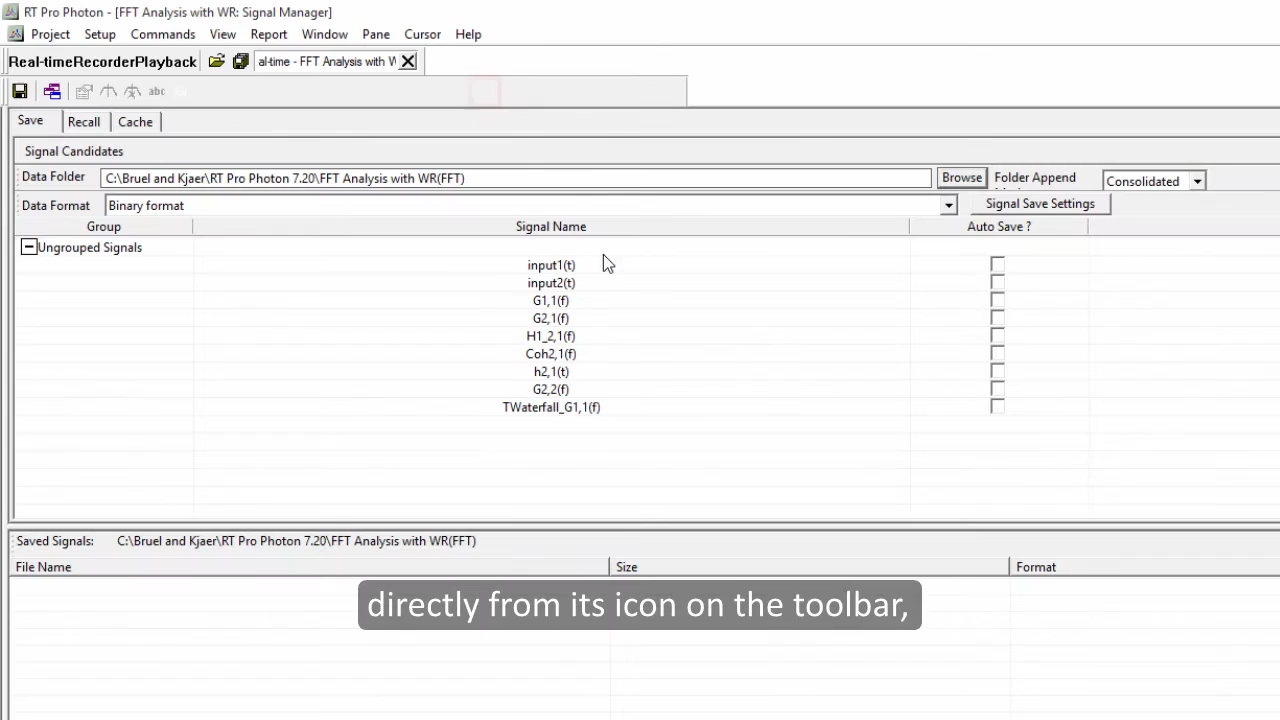 RT Pro Photon - [FFT Analysis with WR: Signal Manager]
Project Setup Commands View Report Window Pane Cursor Help
Real-timeRecorderPlayback al-time - FFT Analysis with W
abc
Save Recall Cache
Signal Candidates
Data Folder C:\Bruel and Kjaer\RT Pro Photon 7.20\FFT Analysis with WR(FFT) Browse Folder Append Consolidated
Data Format Binary format Signal Save Settings
Group Signal Name Auto Save ?
Ungrouped Signals
input1(t)
input2(t)
G1,1(f)
G2,1(f)
H1_2,1(f)
Coh2,1(f)
h2,1(t)
G2,2(f)
TWaterfall_G1,1(f)
Saved Signals: C:\Bruel and Kjaer\RT Pro Photon 7.20\FFT Analysis with WR(FFT)
File Name Size Format
directly from its icon on the toolbar,